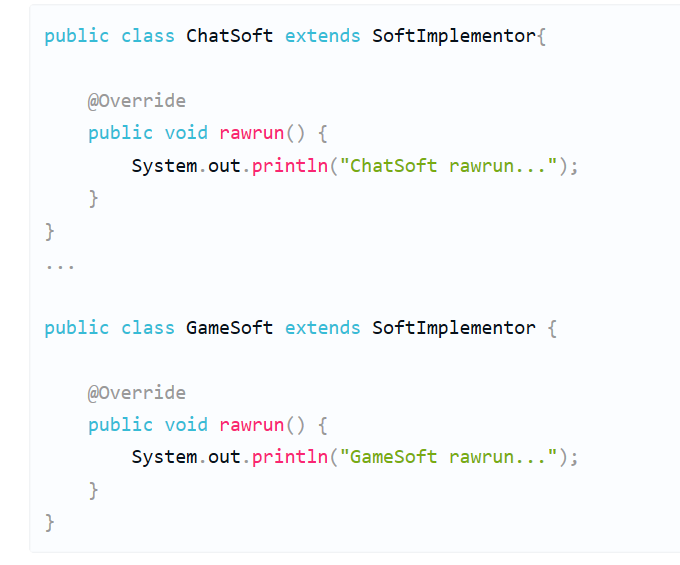 public class ChatSoft extends SoftImplementor{
@Override
public void rawrun() {
System.out.println("ChatSoft rawrun...");
}
}
...
public class GameSoft extends SoftImplementor {
@Override
public void rawrun() {
System.out.println("GameSoft rawrun...");
}
}